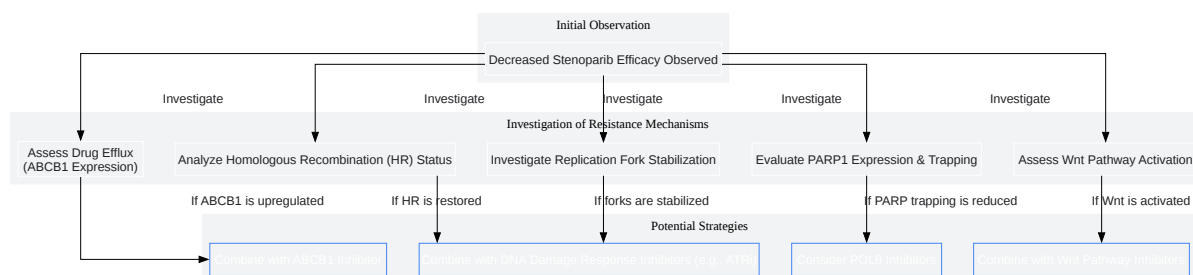 Initial Observation
Decreased Stenoparib Efficacy Observed
Investigate
Investigate
Investigate
Investigate
Investigate
Investigation of Resistance Mechanisms
Assess Drug Efflux
(ABCB1 Expression)
Analyze Homologous Recombination (HR) Status
Investigate Replication Fork Stabilization
Evaluate PARP1 Expression & Trapping
Assess Wnt Pathway Activation
If ABCB1 is upregulated
If HR is restored
If forks are stabilized
If PARP trapping is reduced
If Wnt is activated
Potential Strategies
Combine with ABCB1 Inhibitor
Combine with DNA Damage Response Inhibitors (e.g., ATRi)
Consider POLB Inhibitors
Combine with Wnt Pathway Inhibitors